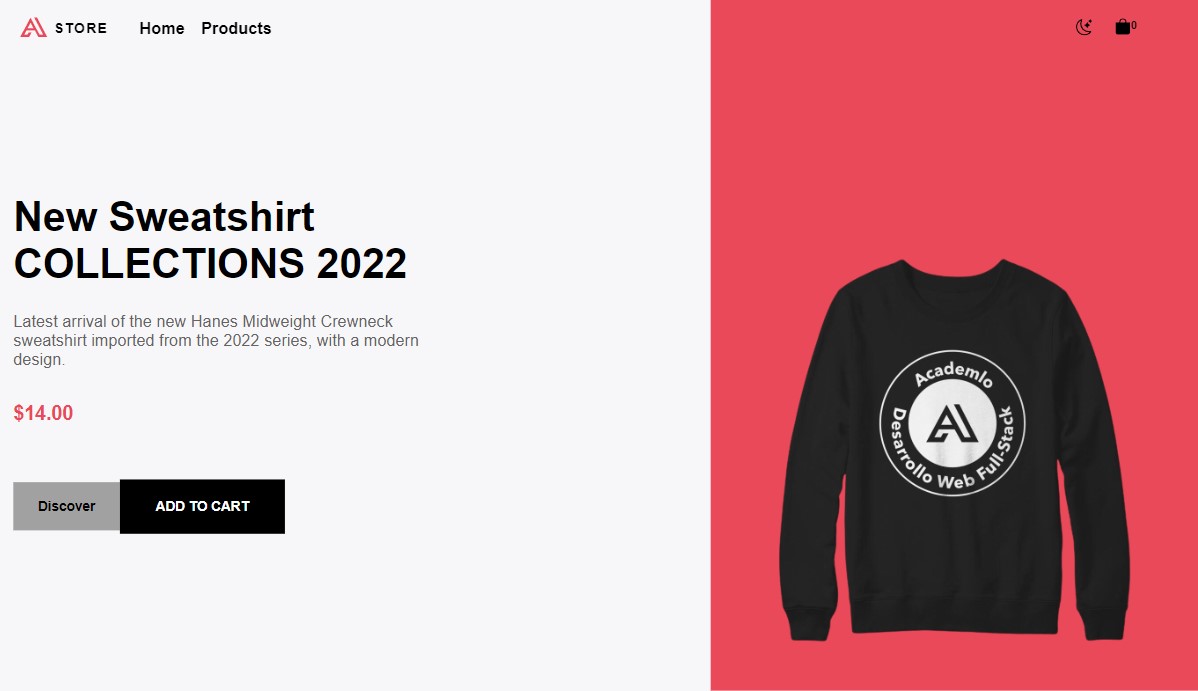 STORE
Home
Products
0
New Sweatshirt
COLLECTIONS 2022
Latest arrival of the new Hanes Midweight Crewneck
sweatshirt imported from the 2022 series, with a modern
design.
$14.00
Discover
ADD TO CART
Academlo
Desarrollo Web Full-Stack